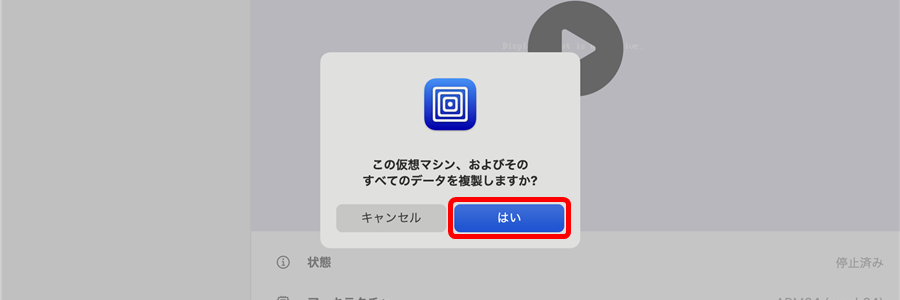 この仮想マシン、およびその
すべてのデータを複製しますか?
キャンセル
はい
状態
停止済み